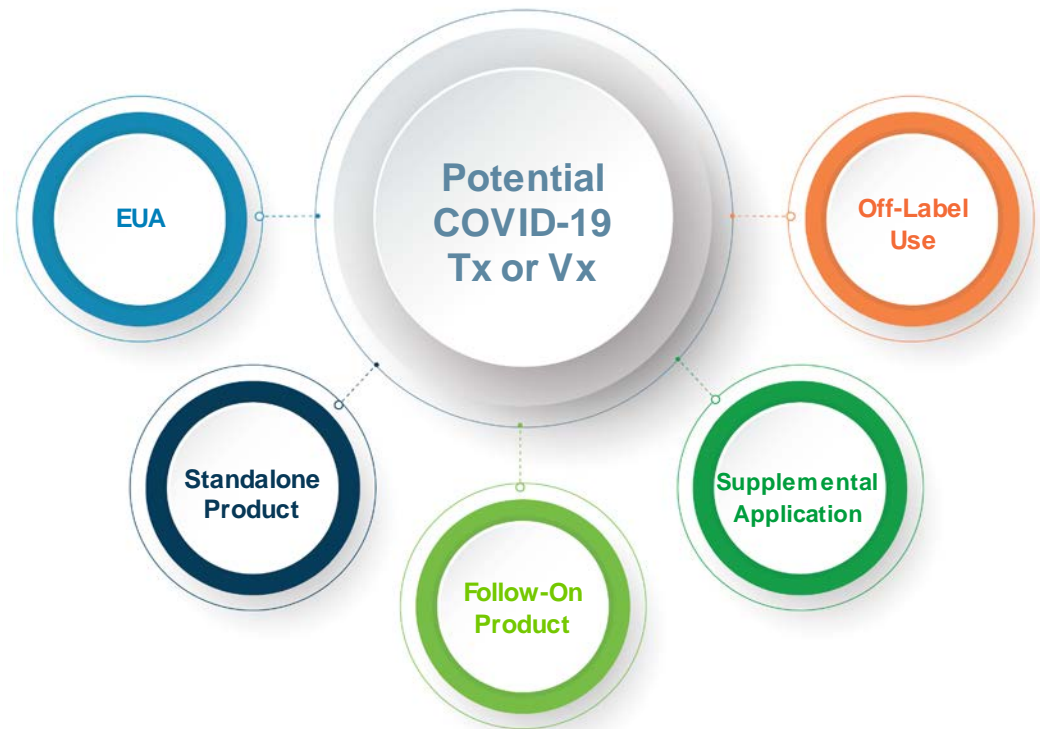 Potential
COVID-19
Tx or Vx
EUA
Off-Label
Use
Standalone
Product
Supplemental
Application
Follow-On
Product